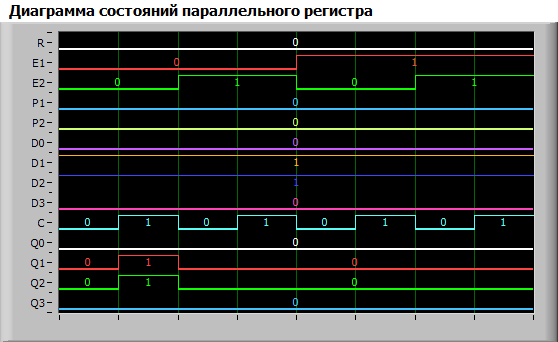 Диаграмма состояний параллельного регистра
R 0
E1 0 1
E2 0 1 0 1
P1 0
P2 0
D0 0
D1 1
D2 1
D3 0
C 0 1 0 1 0 1 0 1
Q0 0
Q1 0 1 0
Q2 0 1 0
Q3 0